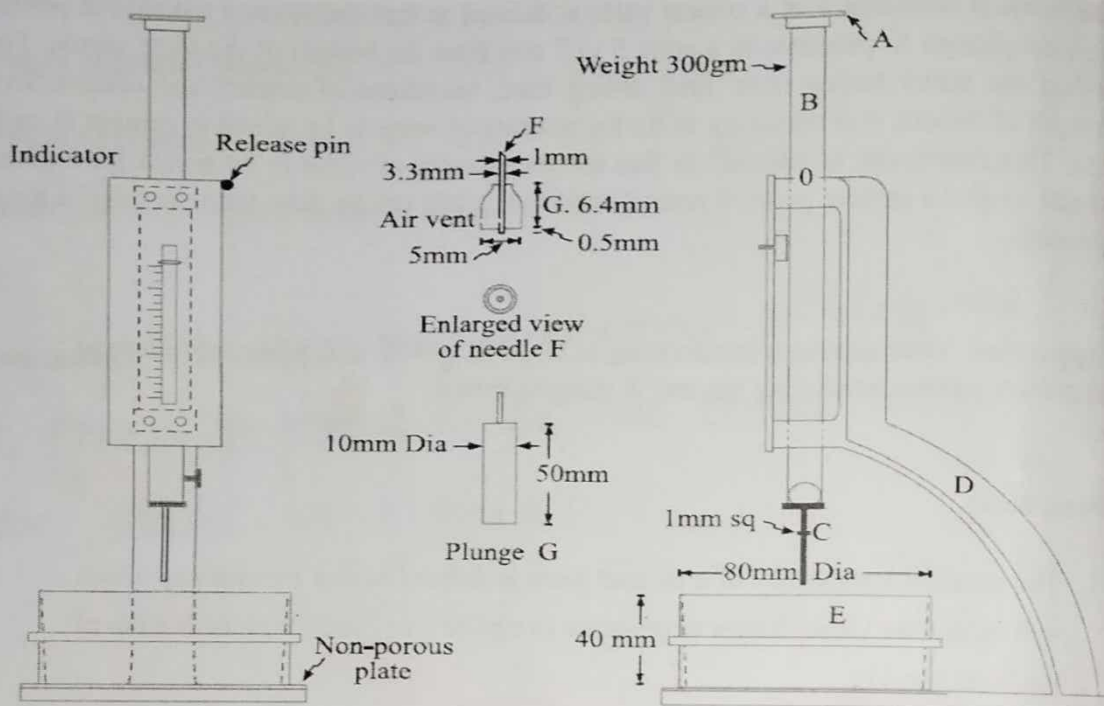 A
Weight 300gm
B
F
Indicator
Release pin
1mm
3.3mm
0
G. 6.4mm
Air vent
0.5mm
5mm
Enlarged view
of needle F
10mm Dia
50mm
D
1mm sq
C
Plunge G
80mm Dia
E
40 mm
Non-porous
plate